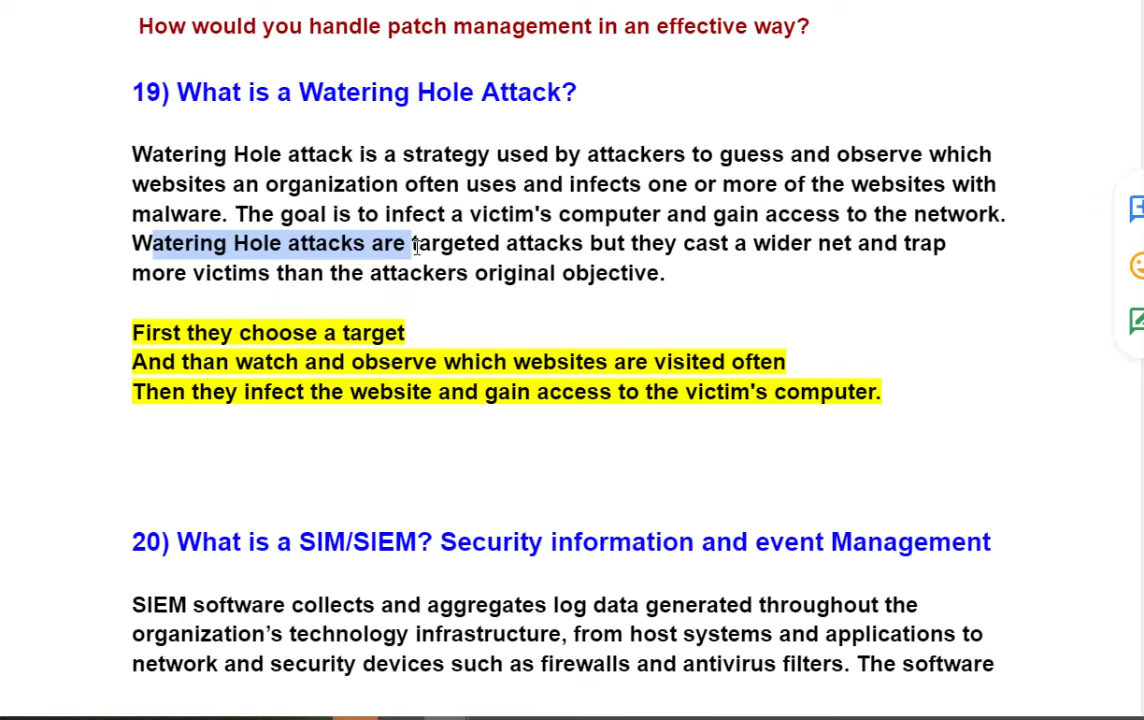 How would you handle patch management in an effective way?
19) What is a Watering Hole Attack?
Watering Hole attack is a strategy used by attackers to guess and observe which
websites an organization often uses and infects one or more of the websites with
malware. The goal is to infect a victim's computer and gain access to the network.
Watering Hole attacks are targeted attacks but they cast a wider net and trap
more victims than the attackers original objective.
First they choose a target
And than watch and observe which websites are visited often
Then they infect the website and gain access to the victim's computer.
20) What is a SIM/SIEM? Security information and event Management
SIEM software collects and aggregates log data generated throughout the
organization’s technology infrastructure, from host systems and applications to
network and security devices such as firewalls and antivirus filters. The software